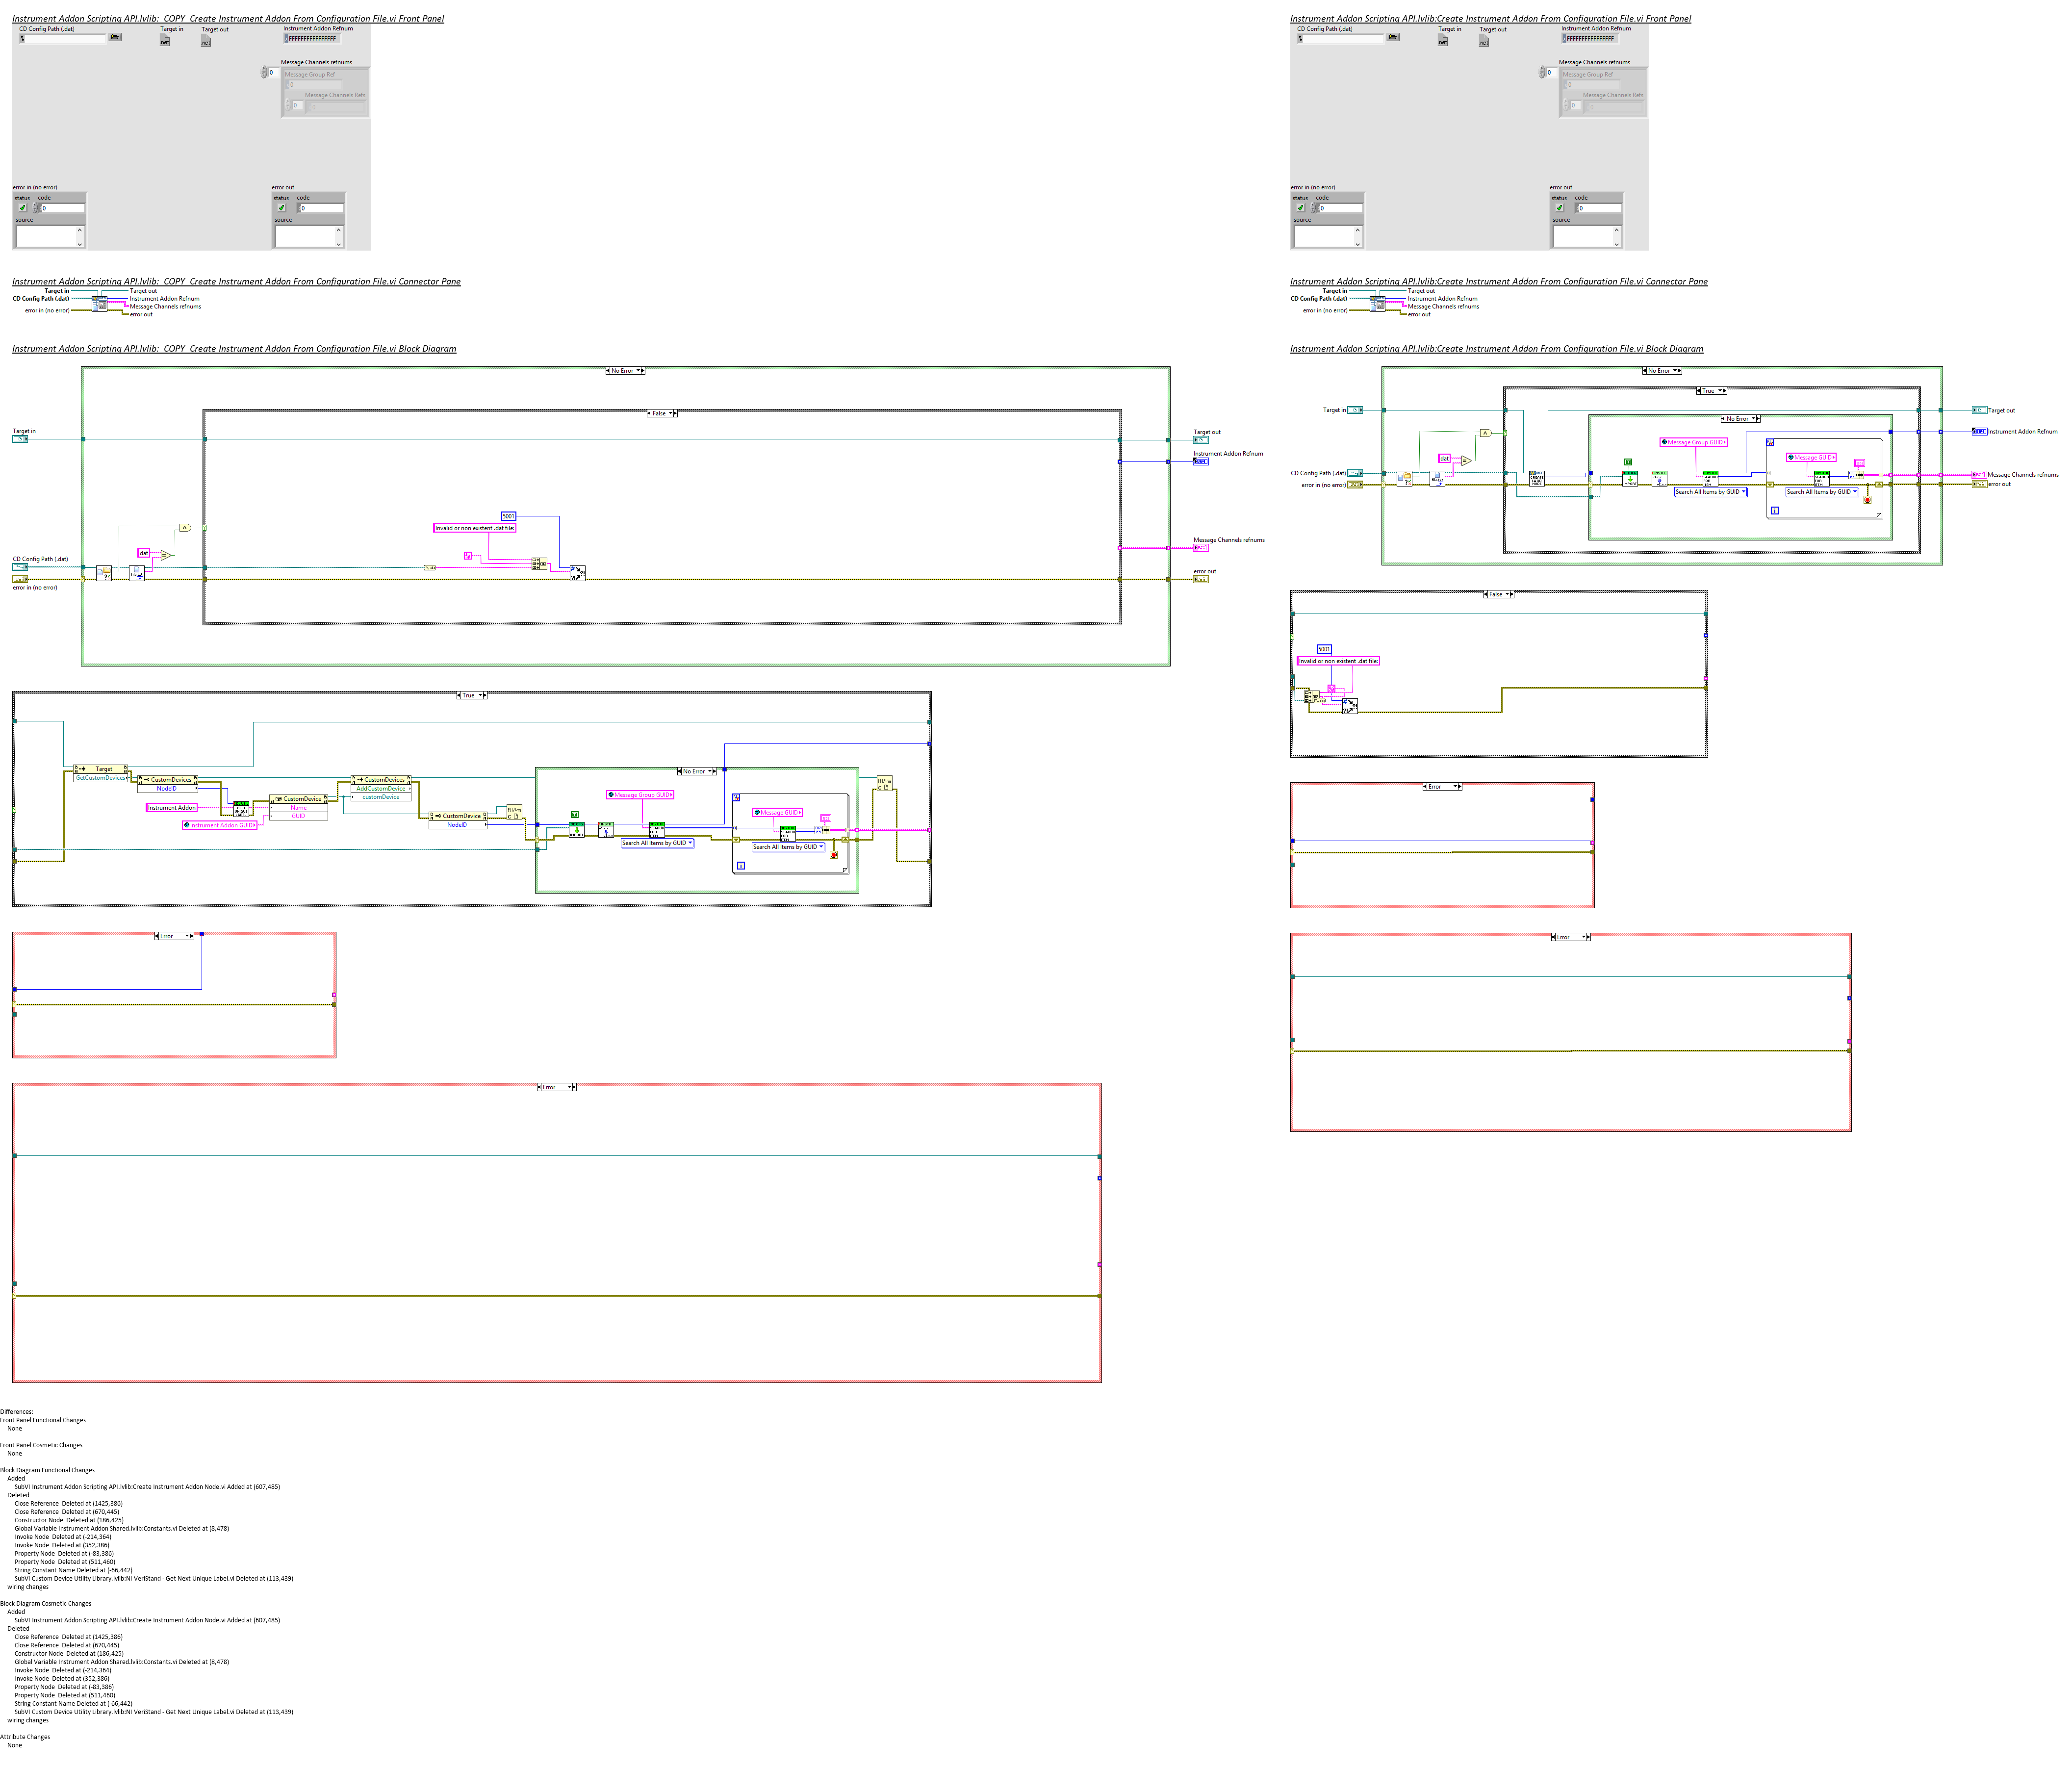 Instrument Addon Scripting API.lvlib:_COPY_Create Instrument Addon From Configuration File.vi Front Panel
CD Config Path (.dat)
Target in
Target out
Instrument Addon Refnum
FFFFFFFFFFFFFFFF
Message Channels refnums
0
Message Group Ref
0
Message Channels Refs
0
error in (no error)
status code
0
source
error out
status code
0
source
Instrument Addon Scripting API.lvlib:Create Instrument Addon From Configuration File.vi Front Panel
CD Config Path (.dat)
Target in
Target out
Instrument Addon Refnum
FFFFFFFFFFFFFFFF
Message Channels refnums
0
Message Group Ref
0
Message Channels Refs
0
error in (no error)
status code
0
source
error out
status code
0
source
Instrument Addon Scripting API.lvlib:_COPY_Create Instrument Addon From Configuration File.vi Connector Pane
Target in
CD Config Path (.dat)
error in (no error)
Target out
Instrument Addon Refnum
Message Channels refnums
error out
Instrument Addon Scripting API.lvlib:Create Instrument Addon From Configuration File.vi Connector Pane
Target in
CD Config Path (.dat)
error in (no error)
Target out
Instrument Addon Refnum
Message Channels refnums
error out
Instrument Addon Scripting API.lvlib:_COPY_Create Instrument Addon From Configuration File.vi Block Diagram
No Error
False
Target in
Target out
Instrument Addon Refnum
5001
Invalid or non existent .dat file:
dat
CD Config Path (.dat)
error in (no error)
Message Channels refnums
error out
True
Target
GetCustomDevices
CustomDevices
NodeID
Instrument Addon
Instrument Addon GUID
CustomDevice
Name
GUID
CustomDevices
AddCustomDevice
customDevice
CustomDevice
NodeID
No Error
Message Group GUID
Search All Items by GUID
Message GUID
Search All Items by GUID
Error
Error
Instrument Addon Scripting API.lvlib:Create Instrument Addon From Configuration File.vi Block Diagram
No Error
True
No Error
Target in
Target out
Instrument Addon Refnum
Message Group GUID
Message GUID
dat
CD Config Path (.dat)
error in (no error)
Search All Items by GUID
Search All Items by GUID
Message Channels refnums
error out
False
5001
Invalid or non existent .dat file:
Error
Error
Differences:
Front Panel Functional Changes
None
Front Panel Cosmetic Changes
None
Block Diagram Functional Changes
Added
SubVI Instrument Addon Scripting API.lvlib:Create Instrument Addon Node.vi Added at (607,485)
Deleted
Close Reference  Deleted at (1425,386)
Close Reference  Deleted at (670,445)
Constructor Node  Deleted at (186,425)
Global Variable Instrument Addon Shared.lvlib:Constants.vi Deleted at (8,478)
Invoke Node  Deleted at (-214,364)
Invoke Node  Deleted at (352,386)
Property Node  Deleted at (-83,386)
Property Node  Deleted at (511,460)
String Constant Name Deleted at (-66,442)
SubVI Custom Device Utility Library.lvlib:NI VeriStand - Get Next Unique Label.vi Deleted at (113,439)
wiring changes
Block Diagram Cosmetic Changes
Added
SubVI Instrument Addon Scripting API.lvlib:Create Instrument Addon Node.vi Added at (607,485)
Deleted
Close Reference  Deleted at (1425,386)
Close Reference  Deleted at (670,445)
Constructor Node  Deleted at (186,425)
Global Variable Instrument Addon Shared.lvlib:Constants.vi Deleted at (8,478)
Invoke Node  Deleted at (-214,364)
Invoke Node  Deleted at (352,386)
Property Node  Deleted at (-83,386)
Property Node  Deleted at (511,460)
String Constant Name Deleted at (-66,442)
SubVI Custom Device Utility Library.lvlib:NI VeriStand - Get Next Unique Label.vi Deleted at (113,439)
wiring changes
Attribute Changes
None